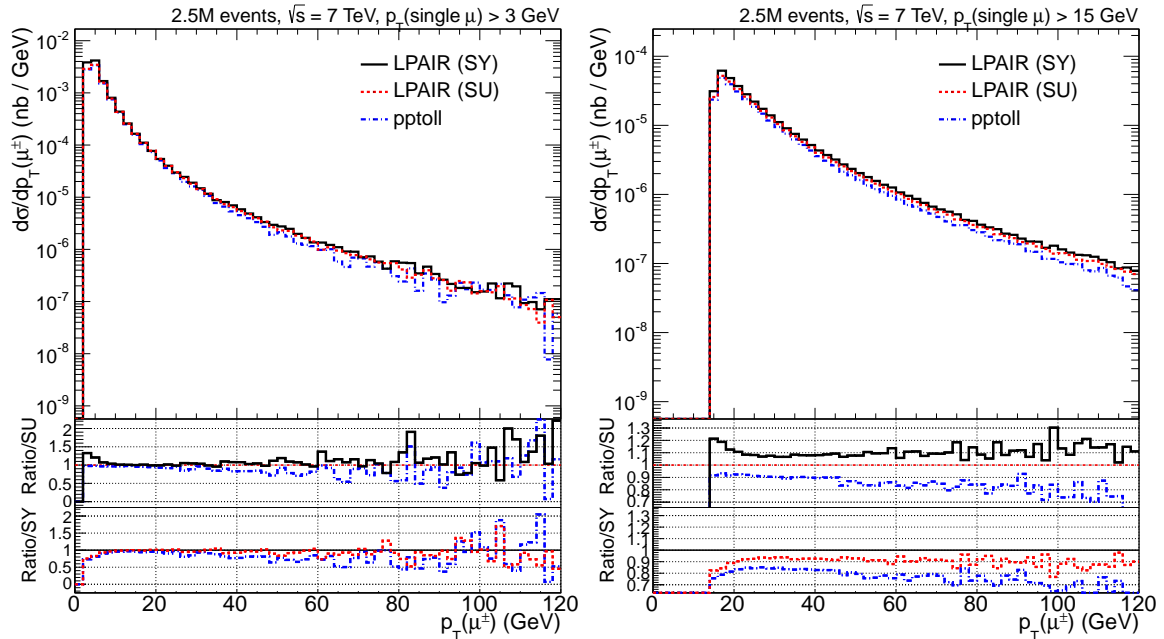 2.5M events, √s = 7 TeV, p_T(single μ) > 3 GeV
dσ/dp_T(μ^±) (nb / GeV)
10^-2
10^-3
10^-4
10^-5
10^-6
10^-7
10^-8
10^-9
LPAIR (SY)
LPAIR (SU)
pptoll
Ratio/SU
2
1.5
1
0.5
0
Ratio/SY
2
1.5
1
0.5
0
0 20 40 60 80 100 120
p_T(μ^±) (GeV)
2.5M events, √s = 7 TeV, p_T(single μ) > 15 GeV
dσ/dp_T(μ^±) (nb / GeV)
10^-4
10^-5
10^-6
10^-7
10^-8
10^-9
LPAIR (SY)
LPAIR (SU)
pptoll
Ratio/SU
1.3
1.2
1.1
1
0.9
0.8
0.7
Ratio/SY
1.3
1.2
1.1
1
0.9
0.8
0.7
0 20 40 60 80 100 120
p_T(μ^±) (GeV)